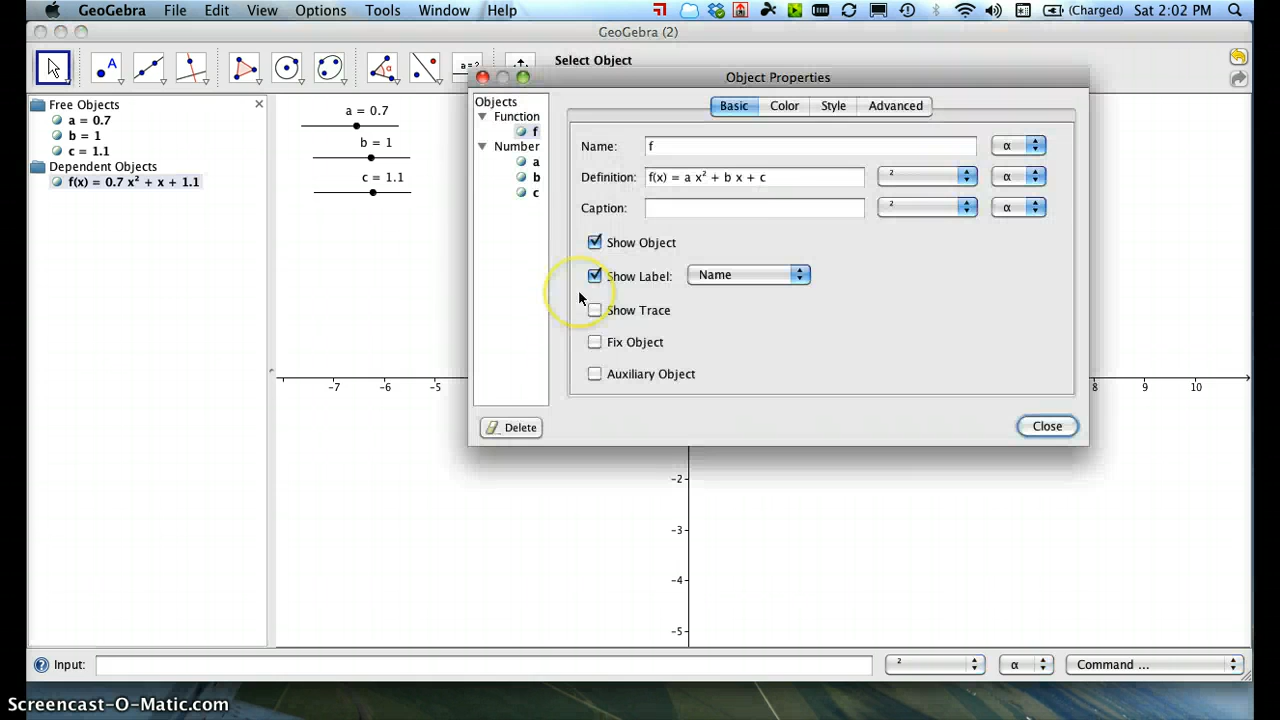 GeoGebra File Edit View Options Tools Window Help (Charged) Sat 2:02 PM
GeoGebra (2)
A α a=2 Select Object
Object Properties
Free Objects
a = 0.7
b = 1
c = 1.1
Dependent Objects
f(x) = 0.7 x² + x + 1.1
a = 0.7
b = 1
c = 1.1
Objects
Function
f
Number
a
b
c
Basic Color Style Advanced
Name: f α
Definition: f(x) = a x² + b x + c ² α
Caption: ² α
Show Object
Show Label: Name
Show Trace
Fix Object
Auxiliary Object
Delete Close
-7 -6 -5 8 9 10
-2
-3
-4
-5
Input: ² α Command ...
Screencast-O-Matic.com